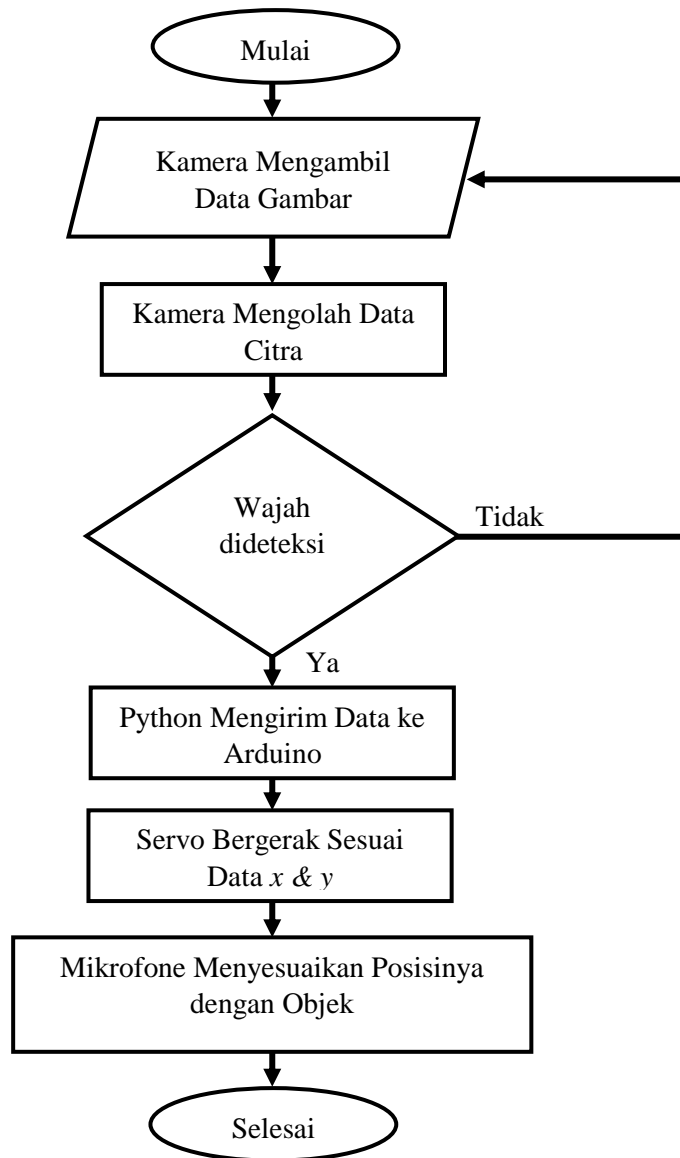 Mulai
Kamera Mengambil
Data Gambar
Kamera Mengolah Data
Citra
Wajah
dideteksi
Tidak
Ya
Python Mengirim Data ke
Arduino
Servo Bergerak Sesuai
Data x & y
Mikrofone Menyesuaikan Posisinya
dengan Objek
Selesai